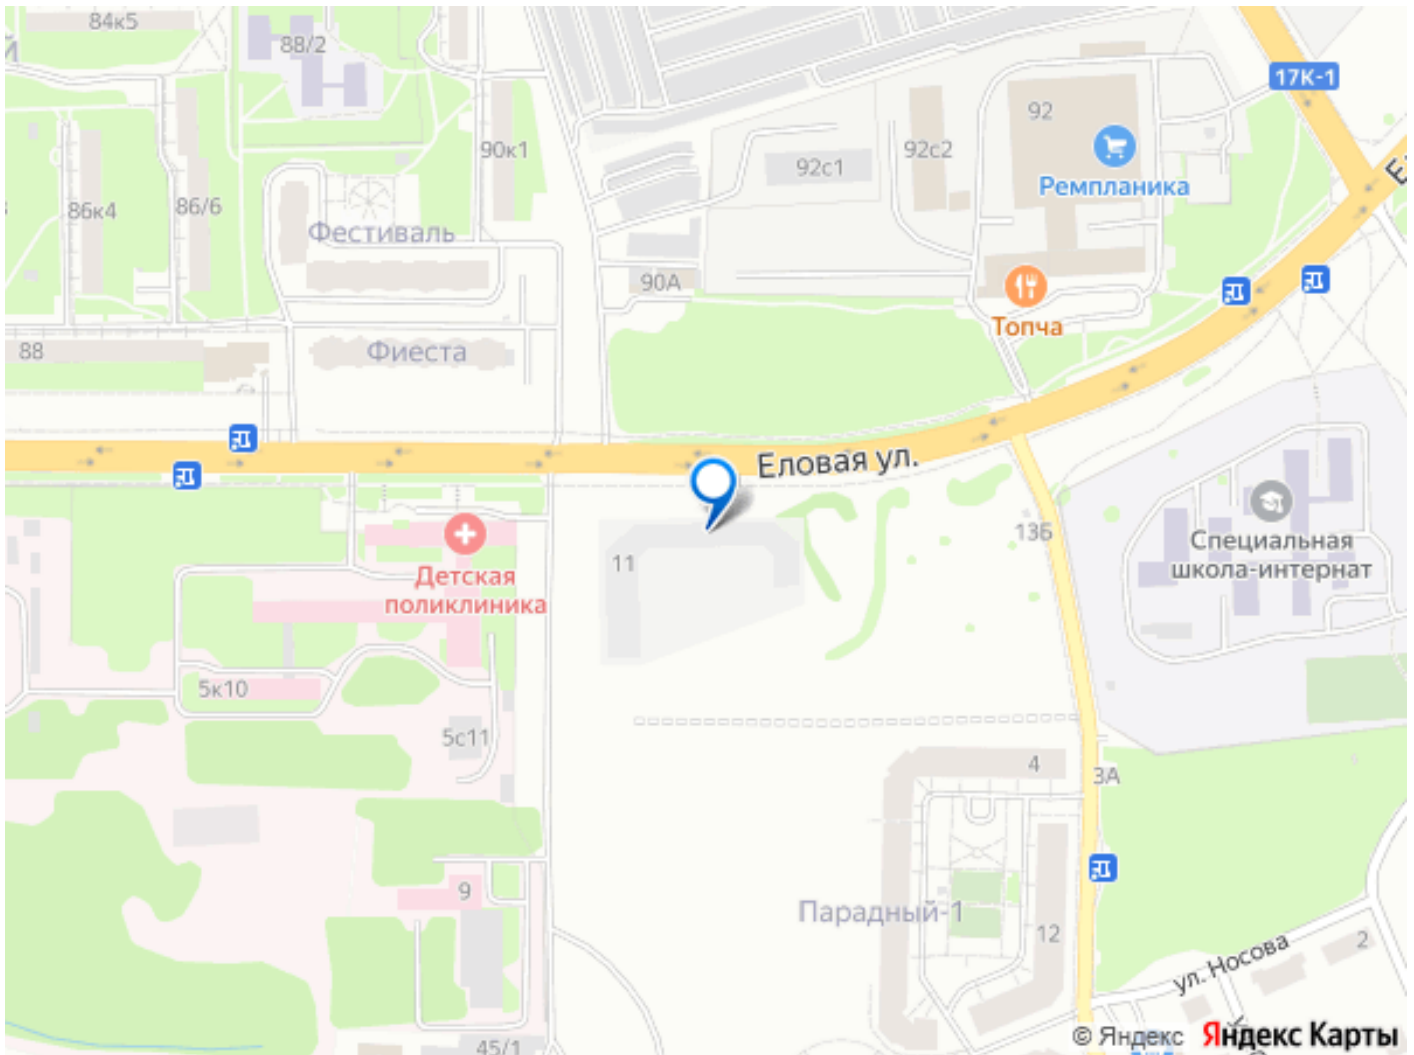 84к5
88/2
17К-1
92
90к1
92с2
92с1
Ремпланика
86к4
86/6
Фестиваль
90А
Топча
88
Фиеста
Еловая ул.
11
13б
Специальная
школа-интернат
Детская
поликлиника
5к10
5с11
4
3А
9
Парадный-1
12
ул. Носова
2
45/1
© Яндекс Яндекс Карты